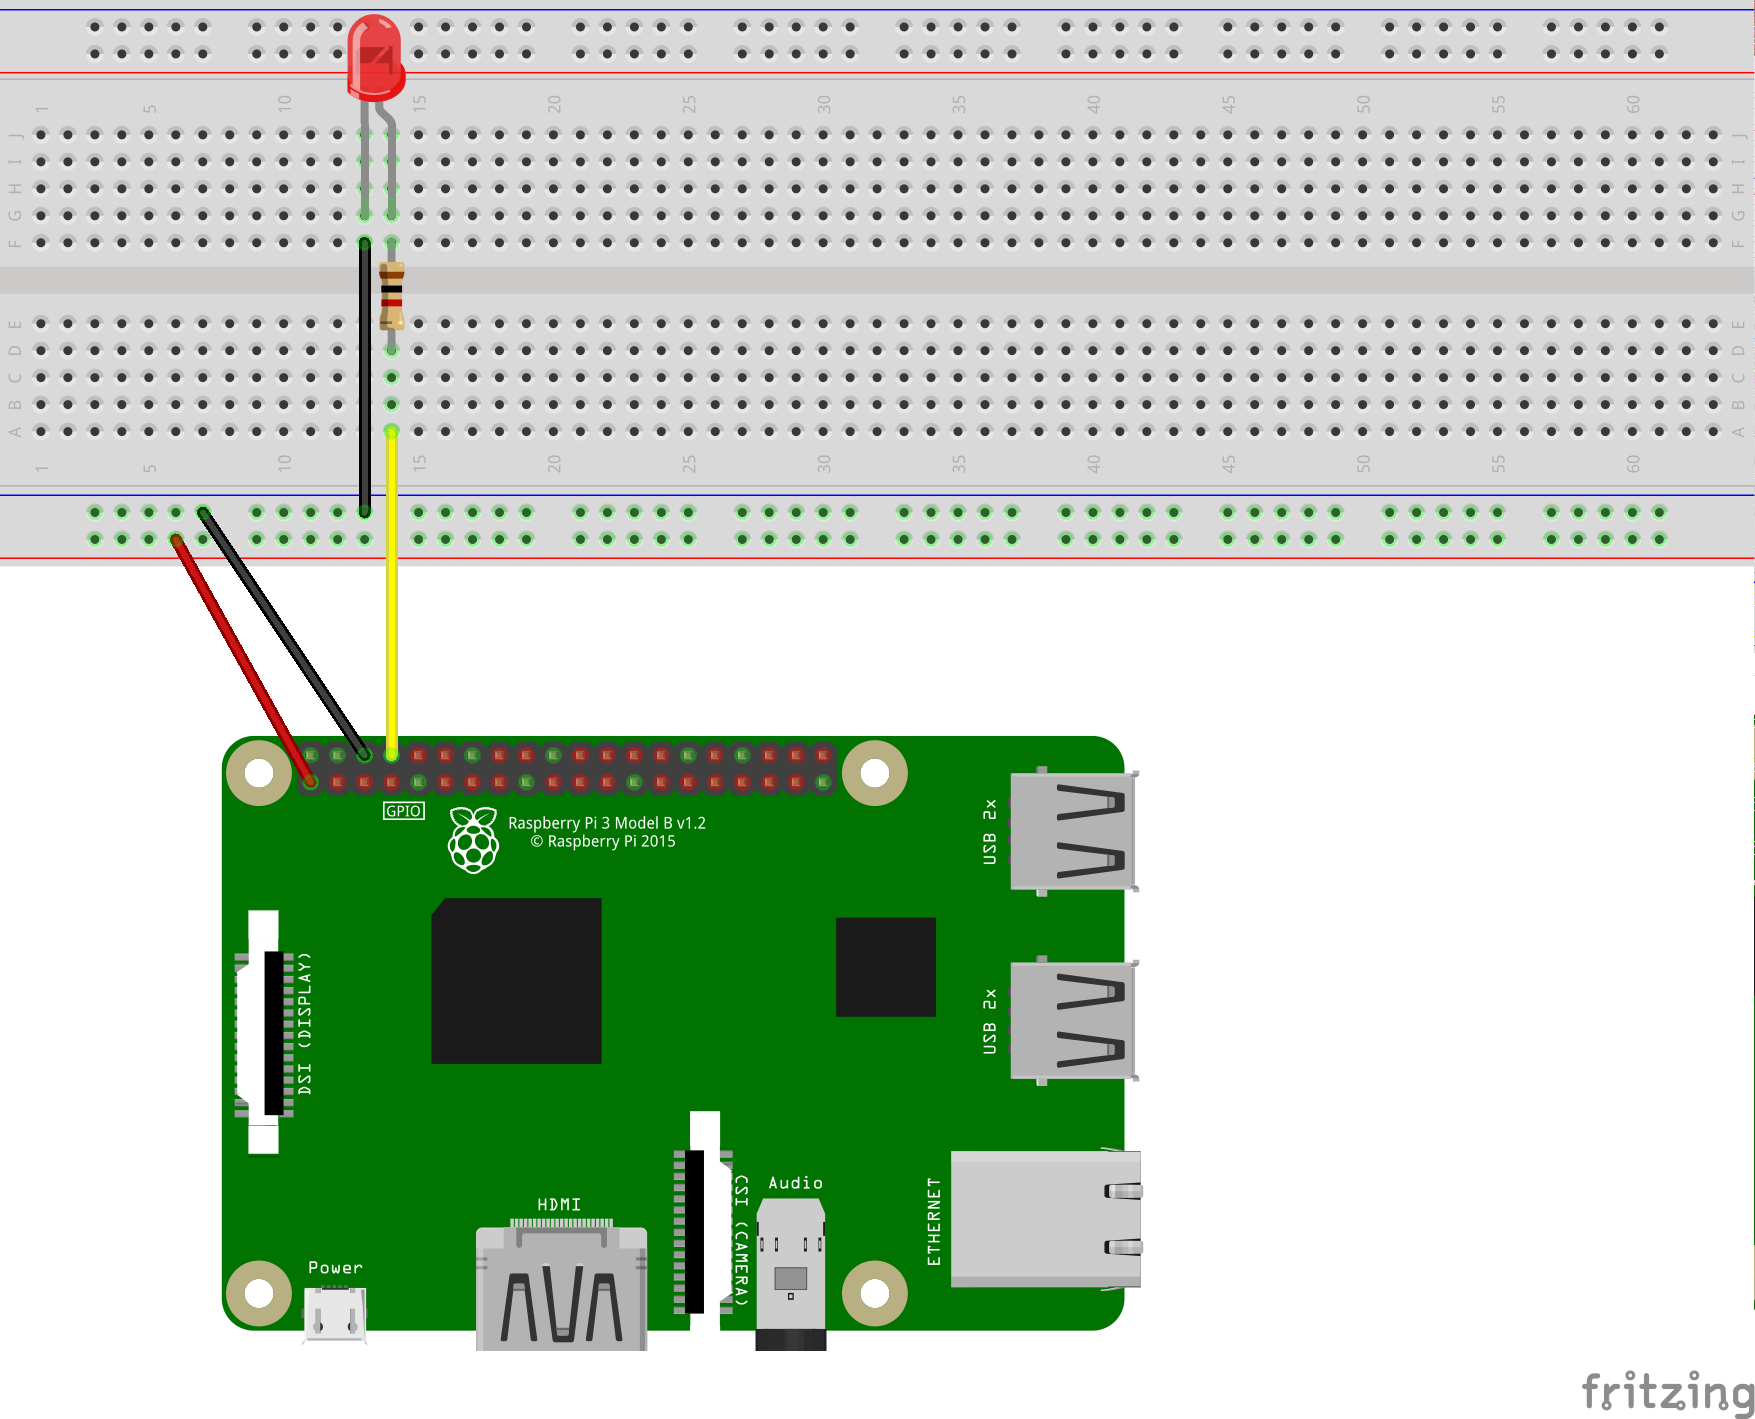 1 5 10 15 20 25 30 35 40 45 50 55 60
J J
I I
H H
G G
F F
E E
D D
C C
B B
A A
1 5 10 15 20 25 30 35 40 45 50 55 60
GPIO
Raspberry Pi 3 Model B v1.2
© Raspberry Pi 2015
USB 2x
DSI (DISPLAY)
USB 2x
CSI (CAMERA)
Audio
ETHERNET
HDMI
Power
fritzing